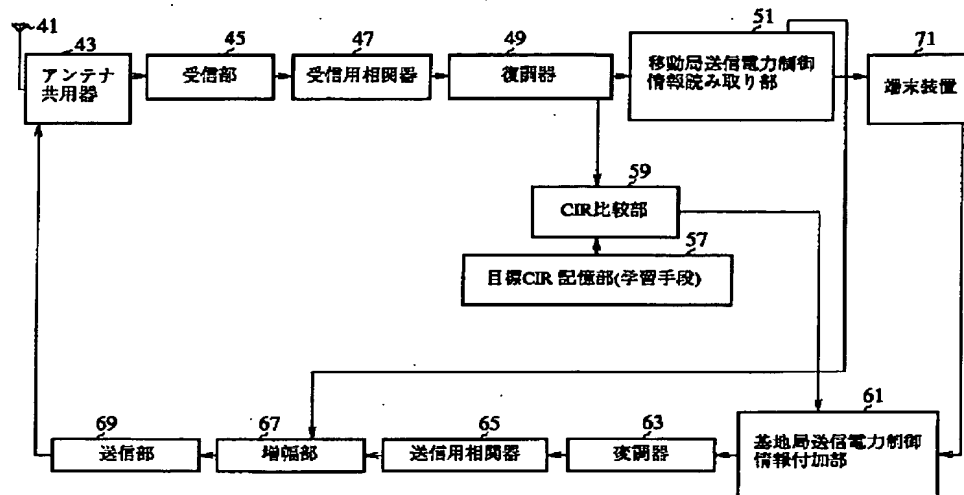 41
43
45
47
49
51
71
アンテナ
共用器
受信部
受信用相関器
復調器
移動局送信電力制御
情報読み取り部
端末装置
59
CIR比較部
57
目標CIR 記憶部(学習手段)
69
67
65
63
61
送信部
増幅部
送信用相関器
変調器
基地局送信電力制御
情報付加部